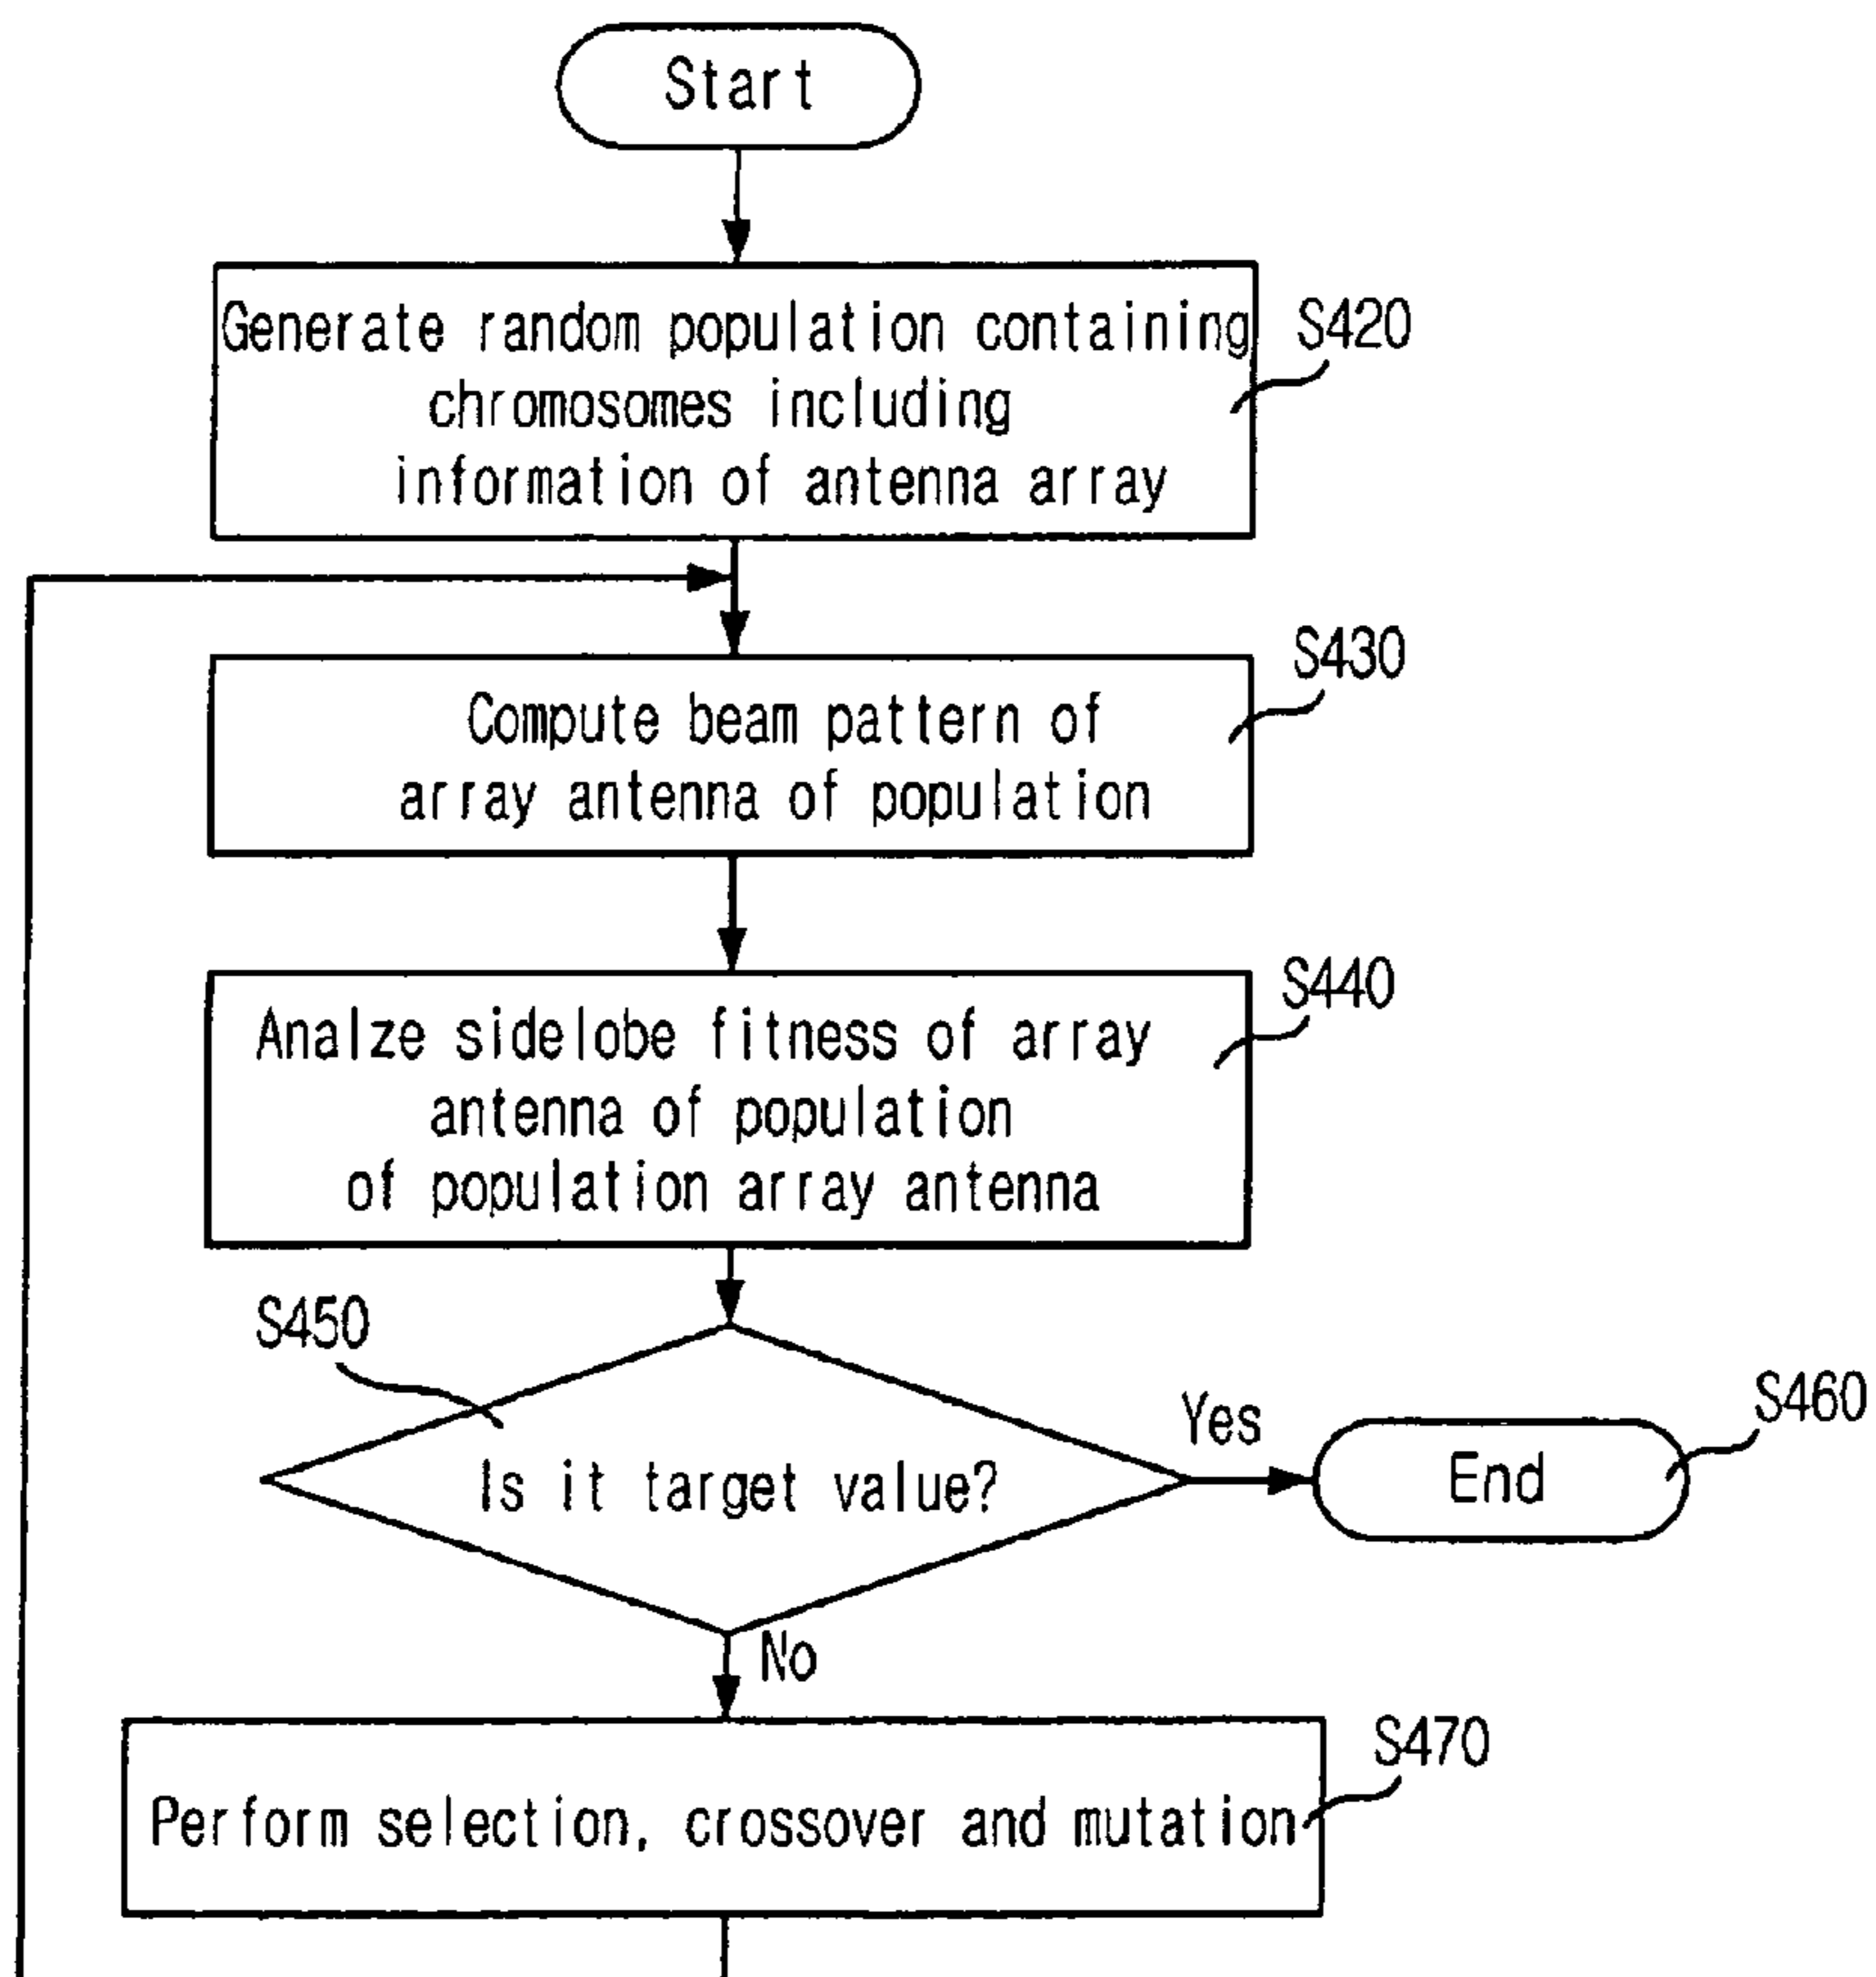 Start
Generate random population containing
chromosomes including
information of antenna array
S420
Compute beam pattern of
array antenna of population
S430
Analze sidelobe fitness of array
antenna of population
of population array antenna
S440
S450
Is it target value?
Yes
End
S460
No
Perform selection, crossover and mutation
S470